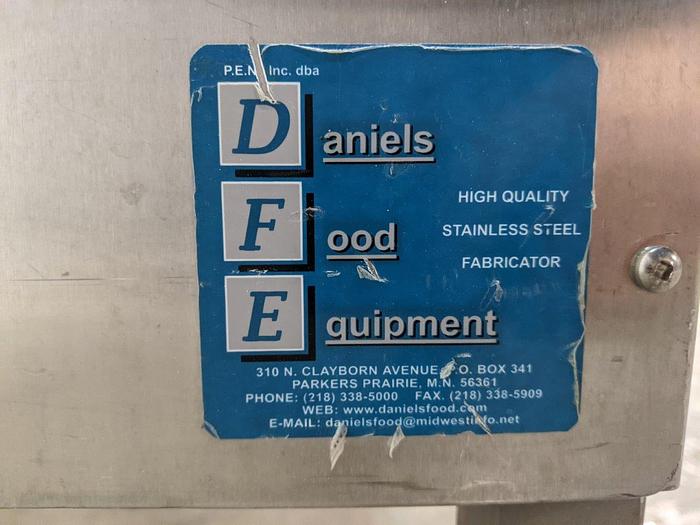 P.E.N. Inc. dba
Daniels
Food
Equipment
HIGH QUALITY
STAINLESS STEEL
FABRICATOR
310 N. CLAYBORN AVENUE P.O. BOX 341
PARKERS PRAIRIE, M.N. 56361
PHONE: (218) 338-5000 FAX. (218) 338-5909
WEB: www.danielsfood.com
E-MAIL: danielsfood@midwestinfo.net